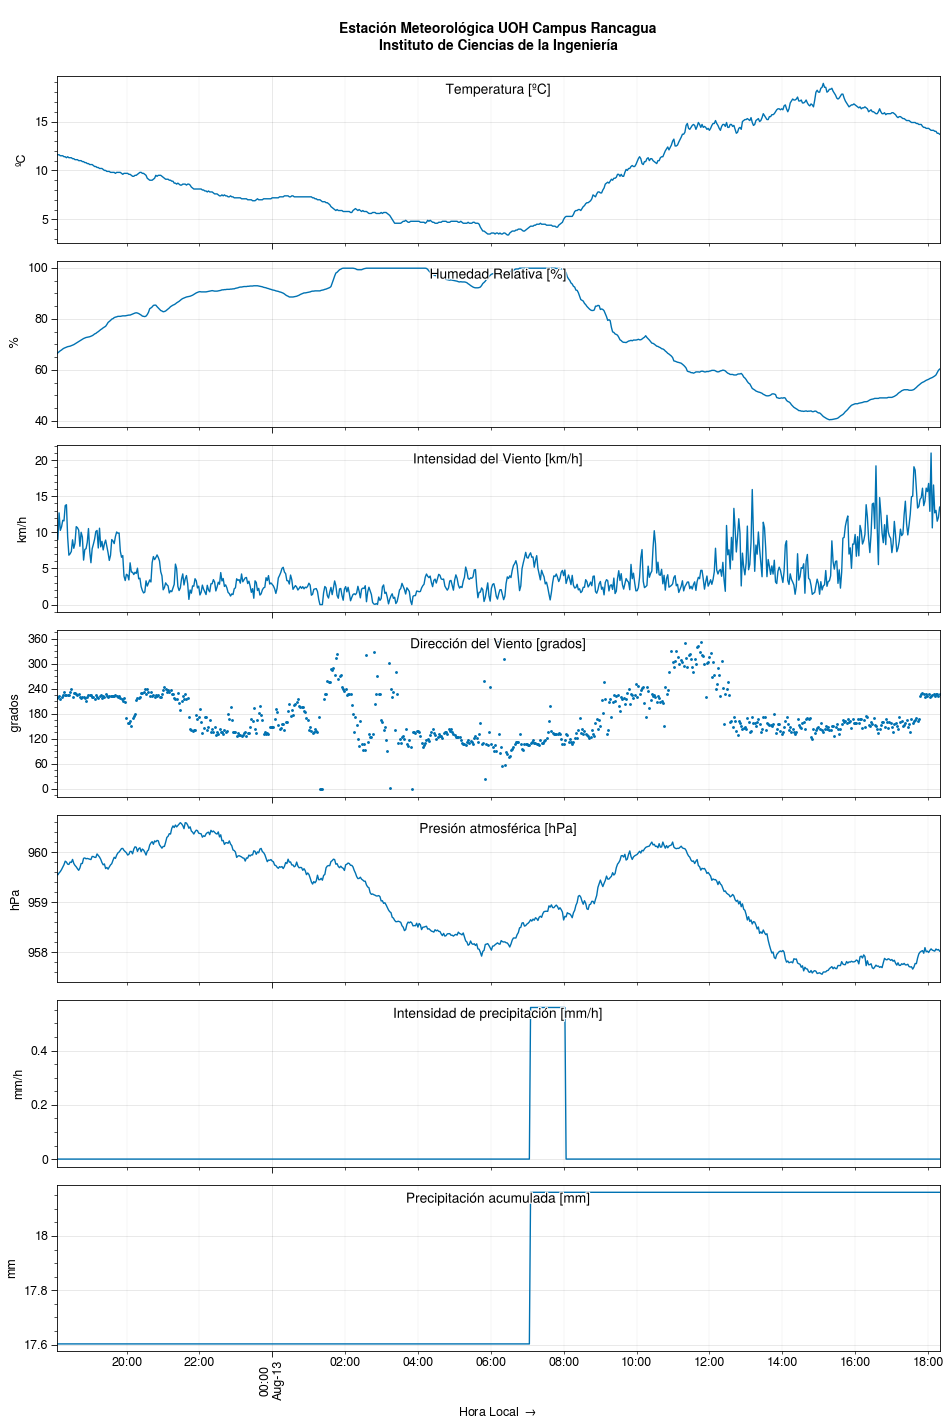 Estación Meteorológica UOH Campus Rancagua
Instituto de Ciencias de la Ingeniería
Temperatura [ºC]
15
10
5
ºC
Humedad Relativa [%]
100
80
60
40
%
Intensidad del Viento [km/h]
20
15
10
5
0
km/h
Dirección del Viento [grados]
360
300
240
180
120
60
0
grados
Presión atmosférica [hPa]
960
959
958
hPa
Intensidad de precipitación [mm/h]
0.4
0.2
0
mm/h
Precipitación acumulada [mm]
18
17.8
17.6
mm
20:00 22:00 00:00 02:00 04:00 06:00 08:00 10:00 12:00 14:00 16:00 18:00
Aug-13
Hora Local →